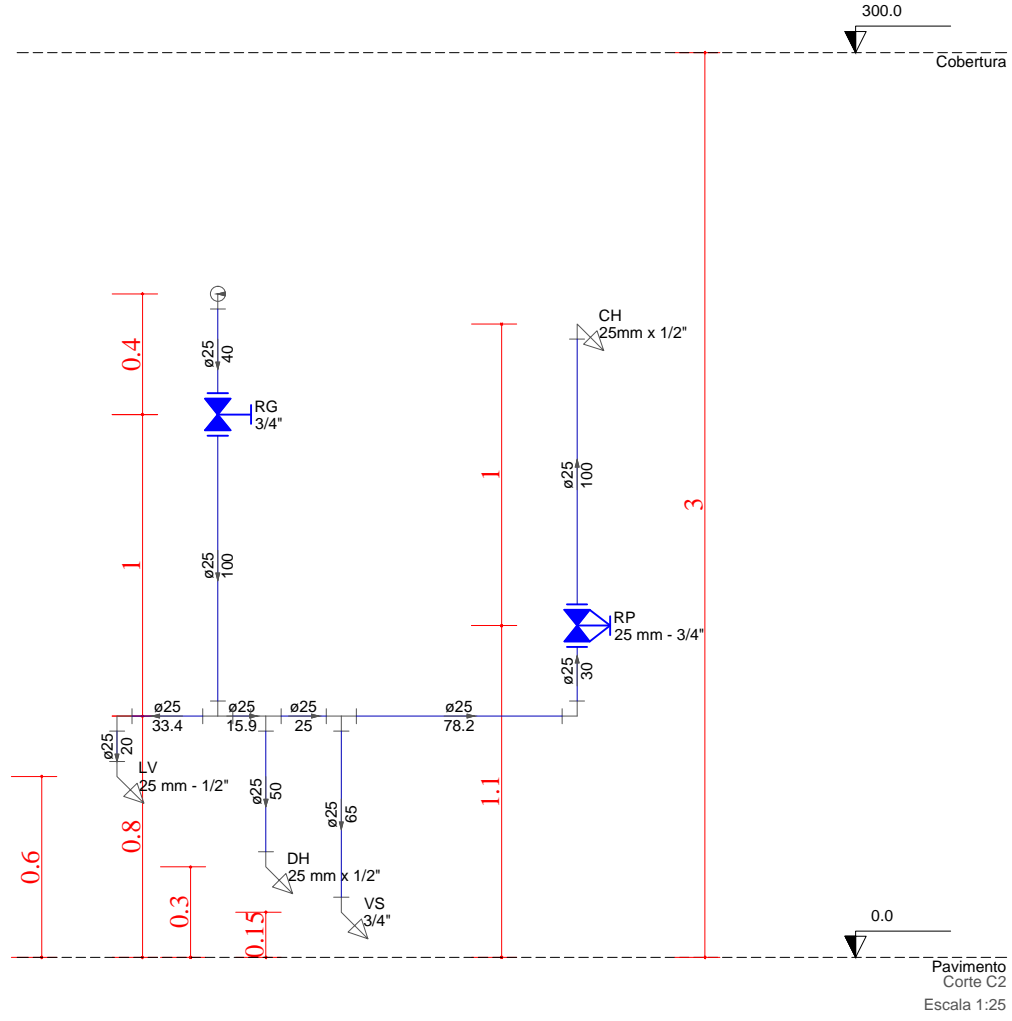 300.0
Cobertura
0.4
ø25
40
RG
3/4"
CH
25mm x 1/2"
1
ø25
100
3
1
ø25
100
RP
25 mm - 3/4"
ø25
30
ø25
33.4
ø25
15.9
ø25
25
ø25
78.2
ø25
20
LV
25 mm - 1/2"
ø25
50
ø25
65
1.1
0.8
0.6
DH
25 mm x 1/2"
0.3
VS
3/4"
0.15
0.0
Pavimento
Corte C2
Escala 1:25